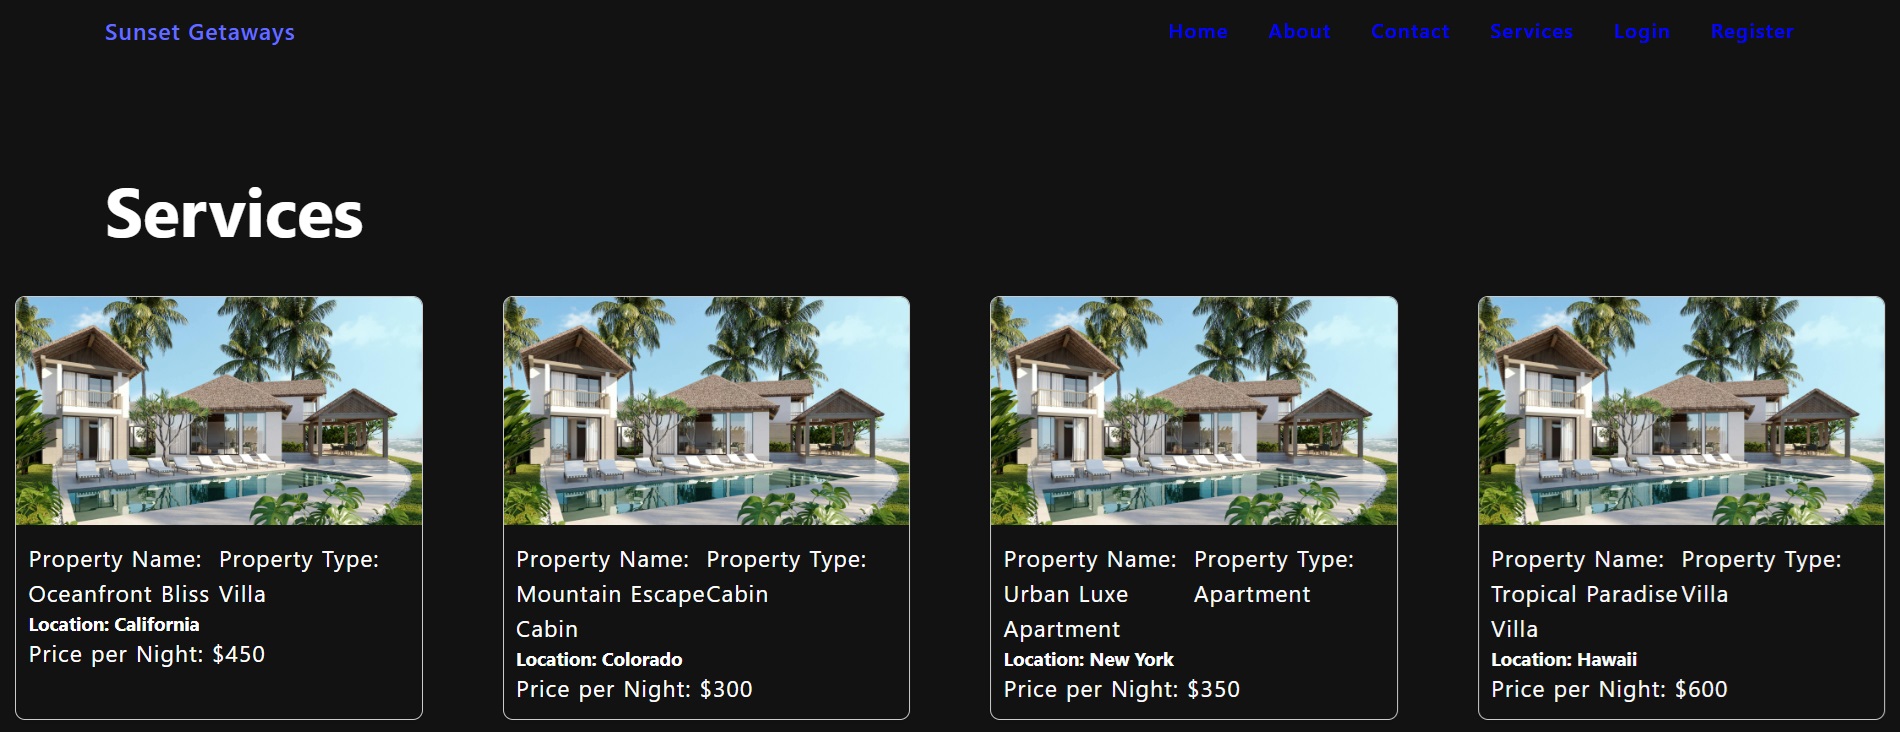 Sunset Getaways
Home About Contact Services Login Register
Services
Property Name: Property Type:
Oceanfront Bliss Villa
Location: California
Price per Night: $450
Property Name: Property Type:
Mountain Escape Cabin
Cabin
Location: Colorado
Price per Night: $300
Property Name: Property Type:
Urban Luxe Apartment
Apartment
Location: New York
Price per Night: $350
Property Name: Property Type:
Tropical Paradise Villa
Villa
Location: Hawaii
Price per Night: $600